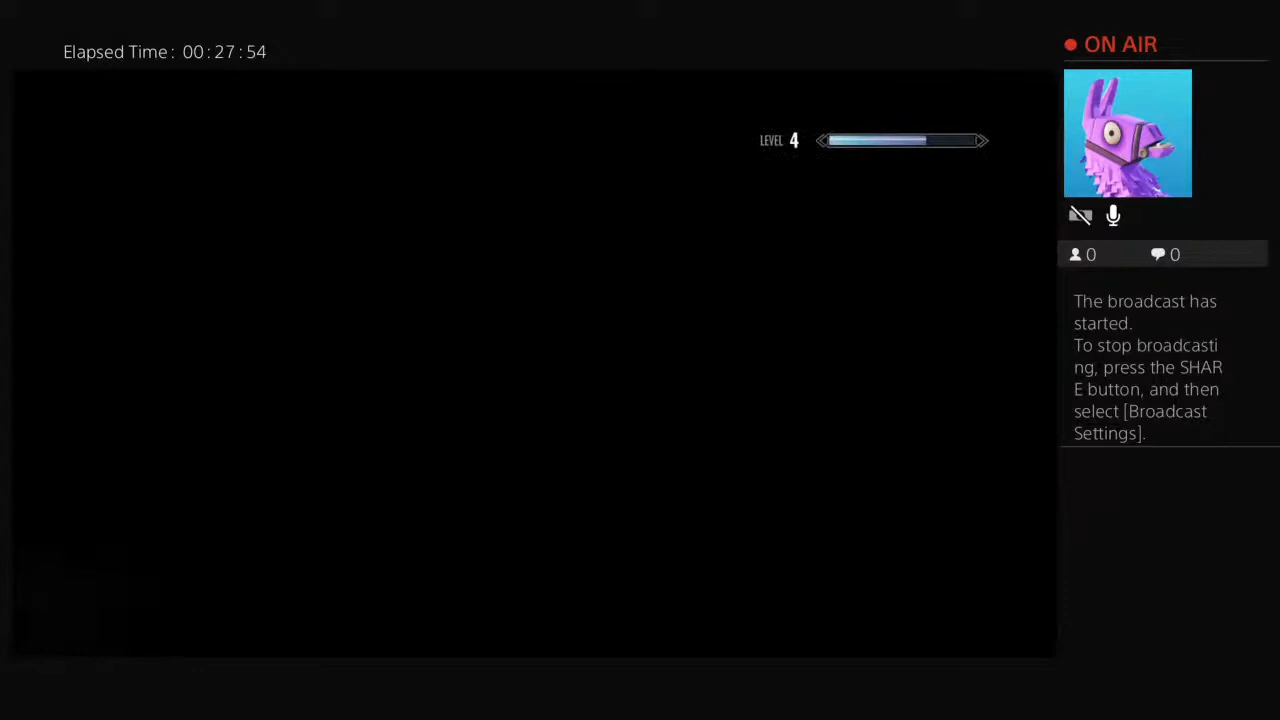 Elapsed Time: 00:27:54
ON AIR
LEVEL 4
0 0
The broadcast has
started.
To stop broadcasti
ng, press the SHAR
E button, and then
select [Broadcast
Settings].